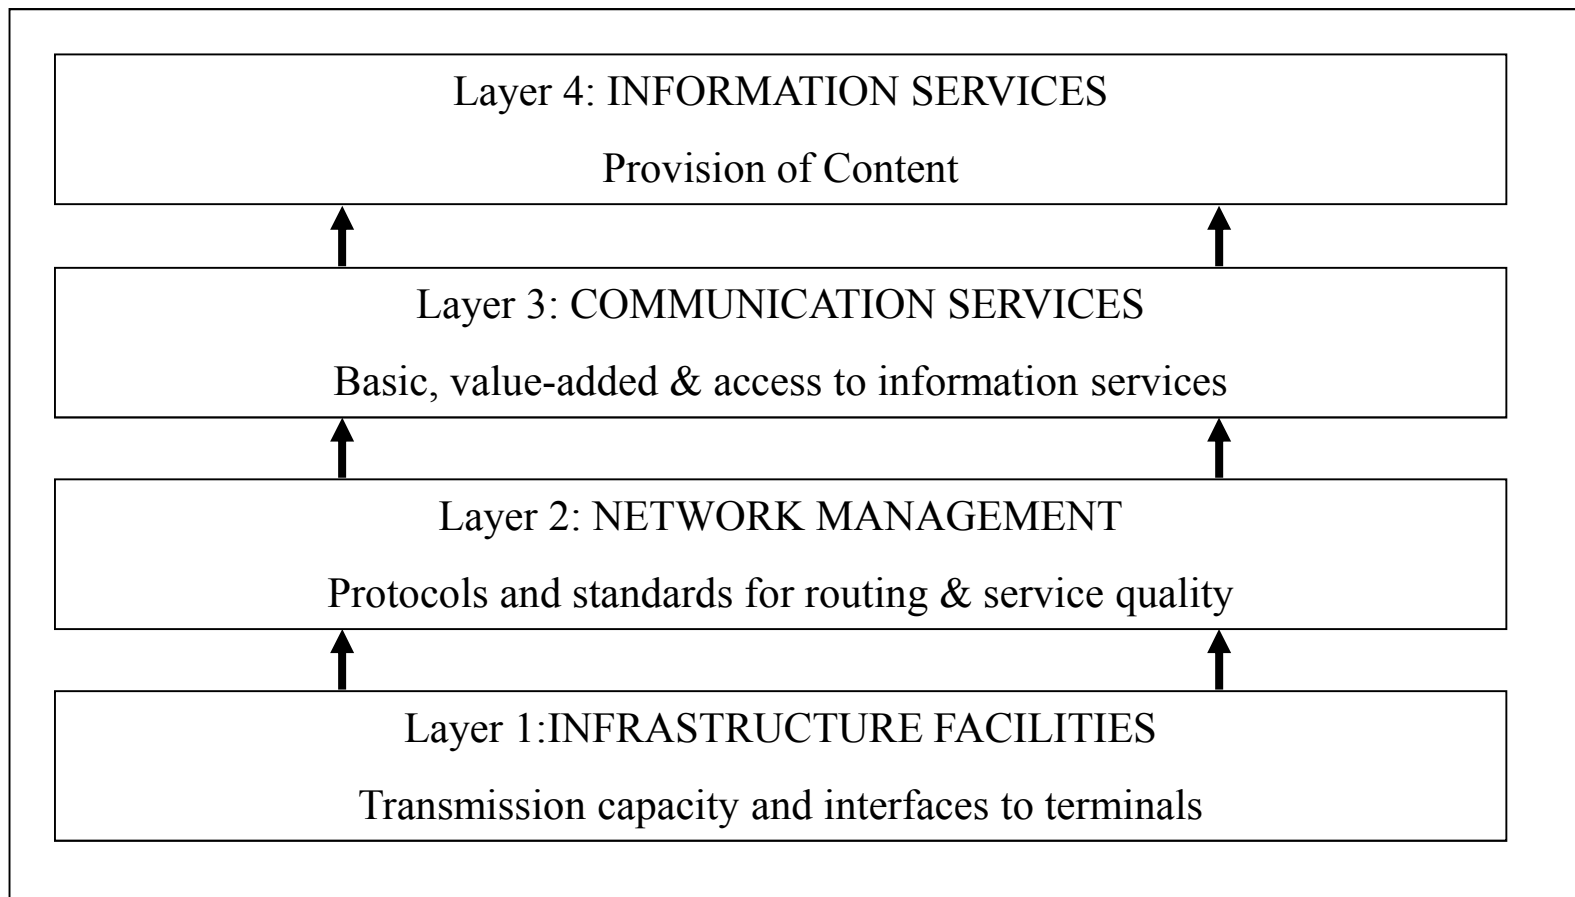 Layer 4: INFORMATION SERVICES
Provision of Content
Layer 3: COMMUNICATION SERVICES
Basic, value-added & access to information services
Layer 2: NETWORK MANAGEMENT
Protocols and standards for routing & service quality
Layer 1:INFRASTRUCTURE FACILITIES
Transmission capacity and interfaces to terminals